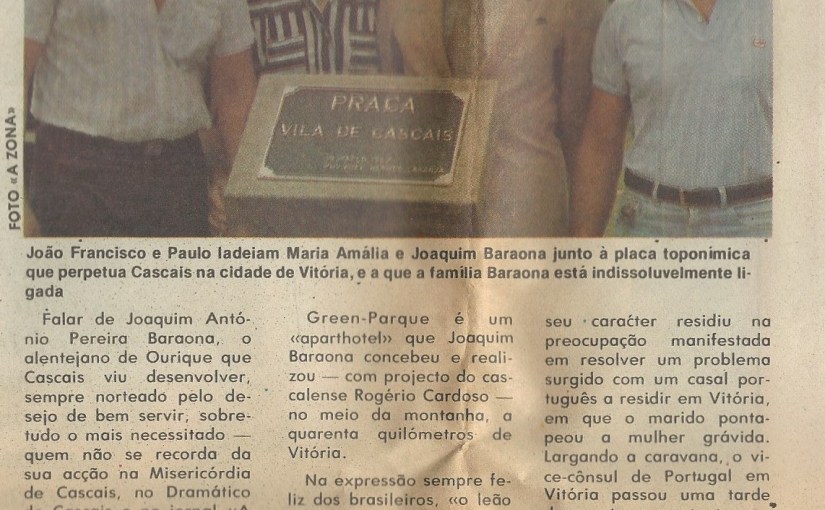 PRAÇA
VILA DE CASCAIS
FOTO «A ZONA»
João Francisco e Paulo ladeiam Maria Amália e Joaquim Baraona junto à placa toponímica
que perpetua Cascais na cidade de Vitória, e a que a família Baraona está indissoluvelmente li-
gada
Falar de Joaquim Antó-
nio Pereira Baraona, o
alentejano de Ourique que
Cascais viu desenvolver,
sempre norteado pelo de-
sejo de bem servir, sobre-
tudo o mais necessitado —
quem não se recorda da
sua acção na Misericórdia
de Cascais, no Dramático
de Cascais e no jornal «A
Green-Parque é um
«aparthotel» que Joaquim
Baraona concebeu e reali-
zou — com projecto do cas-
calense Rogério Cardoso —
no meio da montanha, a
quarenta quilómetros de
Vitória.
Na expressão sempre fe-
liz dos brasileiros, «o leão
seu caracter residiu na
preocupação manifestada
em resolver um problema
surgido com um casal por-
tuguês a residir em Vitória,
em que o marido ponta-
peou a mulher grávida.
Largando a caravana, o vi-
ce-cônsul de Portugal em
Vitória passou uma tarde